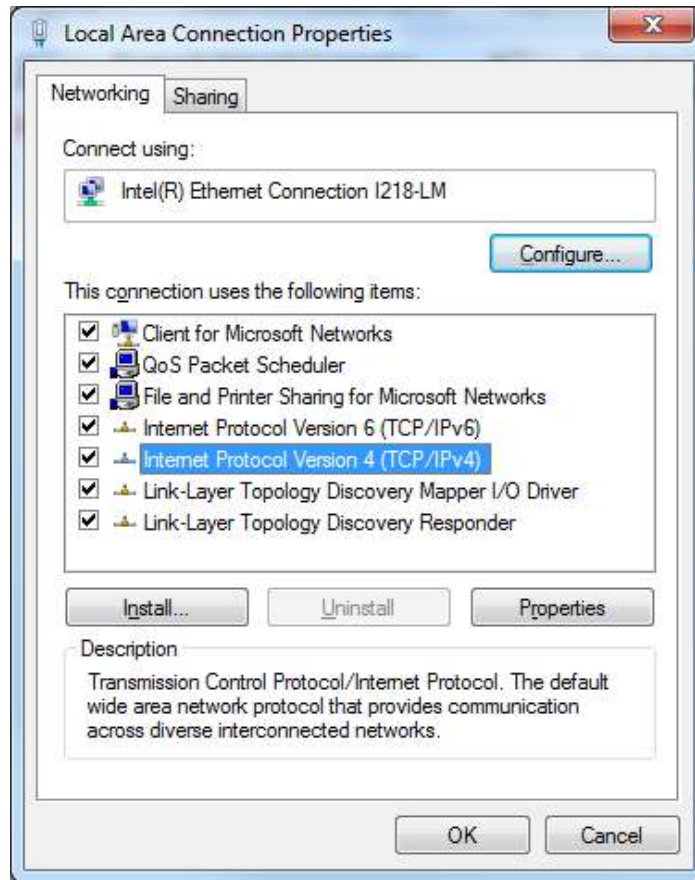 Local Area Connection Properties
Networking
Sharing
Connect using:
Intel(R) Ethernet Connection I218-LM
Configure...
This connection uses the following items:
Client for Microsoft Networks
QoS Packet Scheduler
File and Printer Sharing for Microsoft Networks
Internet Protocol Version 6 (TCP/IPv6)
Internet Protocol Version 4 (TCP/IPv4)
Link-Layer Topology Discovery Mapper I/O Driver
Link-Layer Topology Discovery Responder
Install...
Uninstall
Properties
Description
Transmission Control Protocol/Internet Protocol. The default
wide area network protocol that provides communication
across diverse interconnected networks.
OK
Cancel